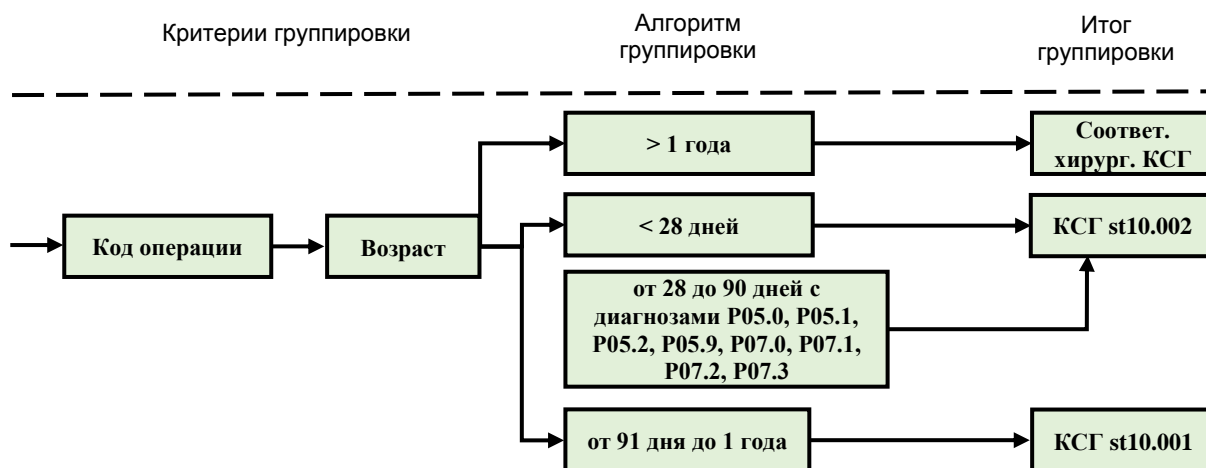 Критерии группировки
Алгоритм
группировки
Итог
группировки
> 1 года
Соответ.
хирург. КСГ
Код операции
Возраст
< 28 дней
КСГ st10.002
от 28 до 90 дней с
диагнозами P05.0, P05.1,
P05.2, P05.9, P07.0, P07.1,
P07.2, P07.3
от 91 дня до 1 года
КСГ st10.001